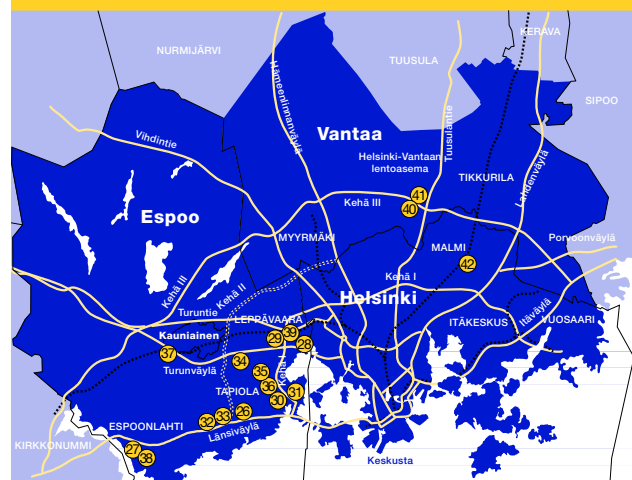 KERAVA
NURMIJÄRVI
TUUSULA
SIPOO
Hämeenlinnanväylä
Tuusulantie
Vihdintie
Vantaa
Helsinki-Vantaan
lentoasema
TIKKURILA
Lahdenväylä
41
40
Kehä III
Espoo
MYYRMÄKI
MALMI
Porvoonväylä
42
Kehä III
Kehä II
Kehä I
Helsinki
Turuntie
LEPPÄVAARA
ITÄKESKUS
Itäväylä
VUOSAARI
Kauniainen
29
39
28
37
34
Turunväylä
35
Kehä I
36
TAPIOLA
31
30
26
33
32
ESPOONLAHTI
Länsiväylä
KIRKKONUMMI
27
38
Keskusta